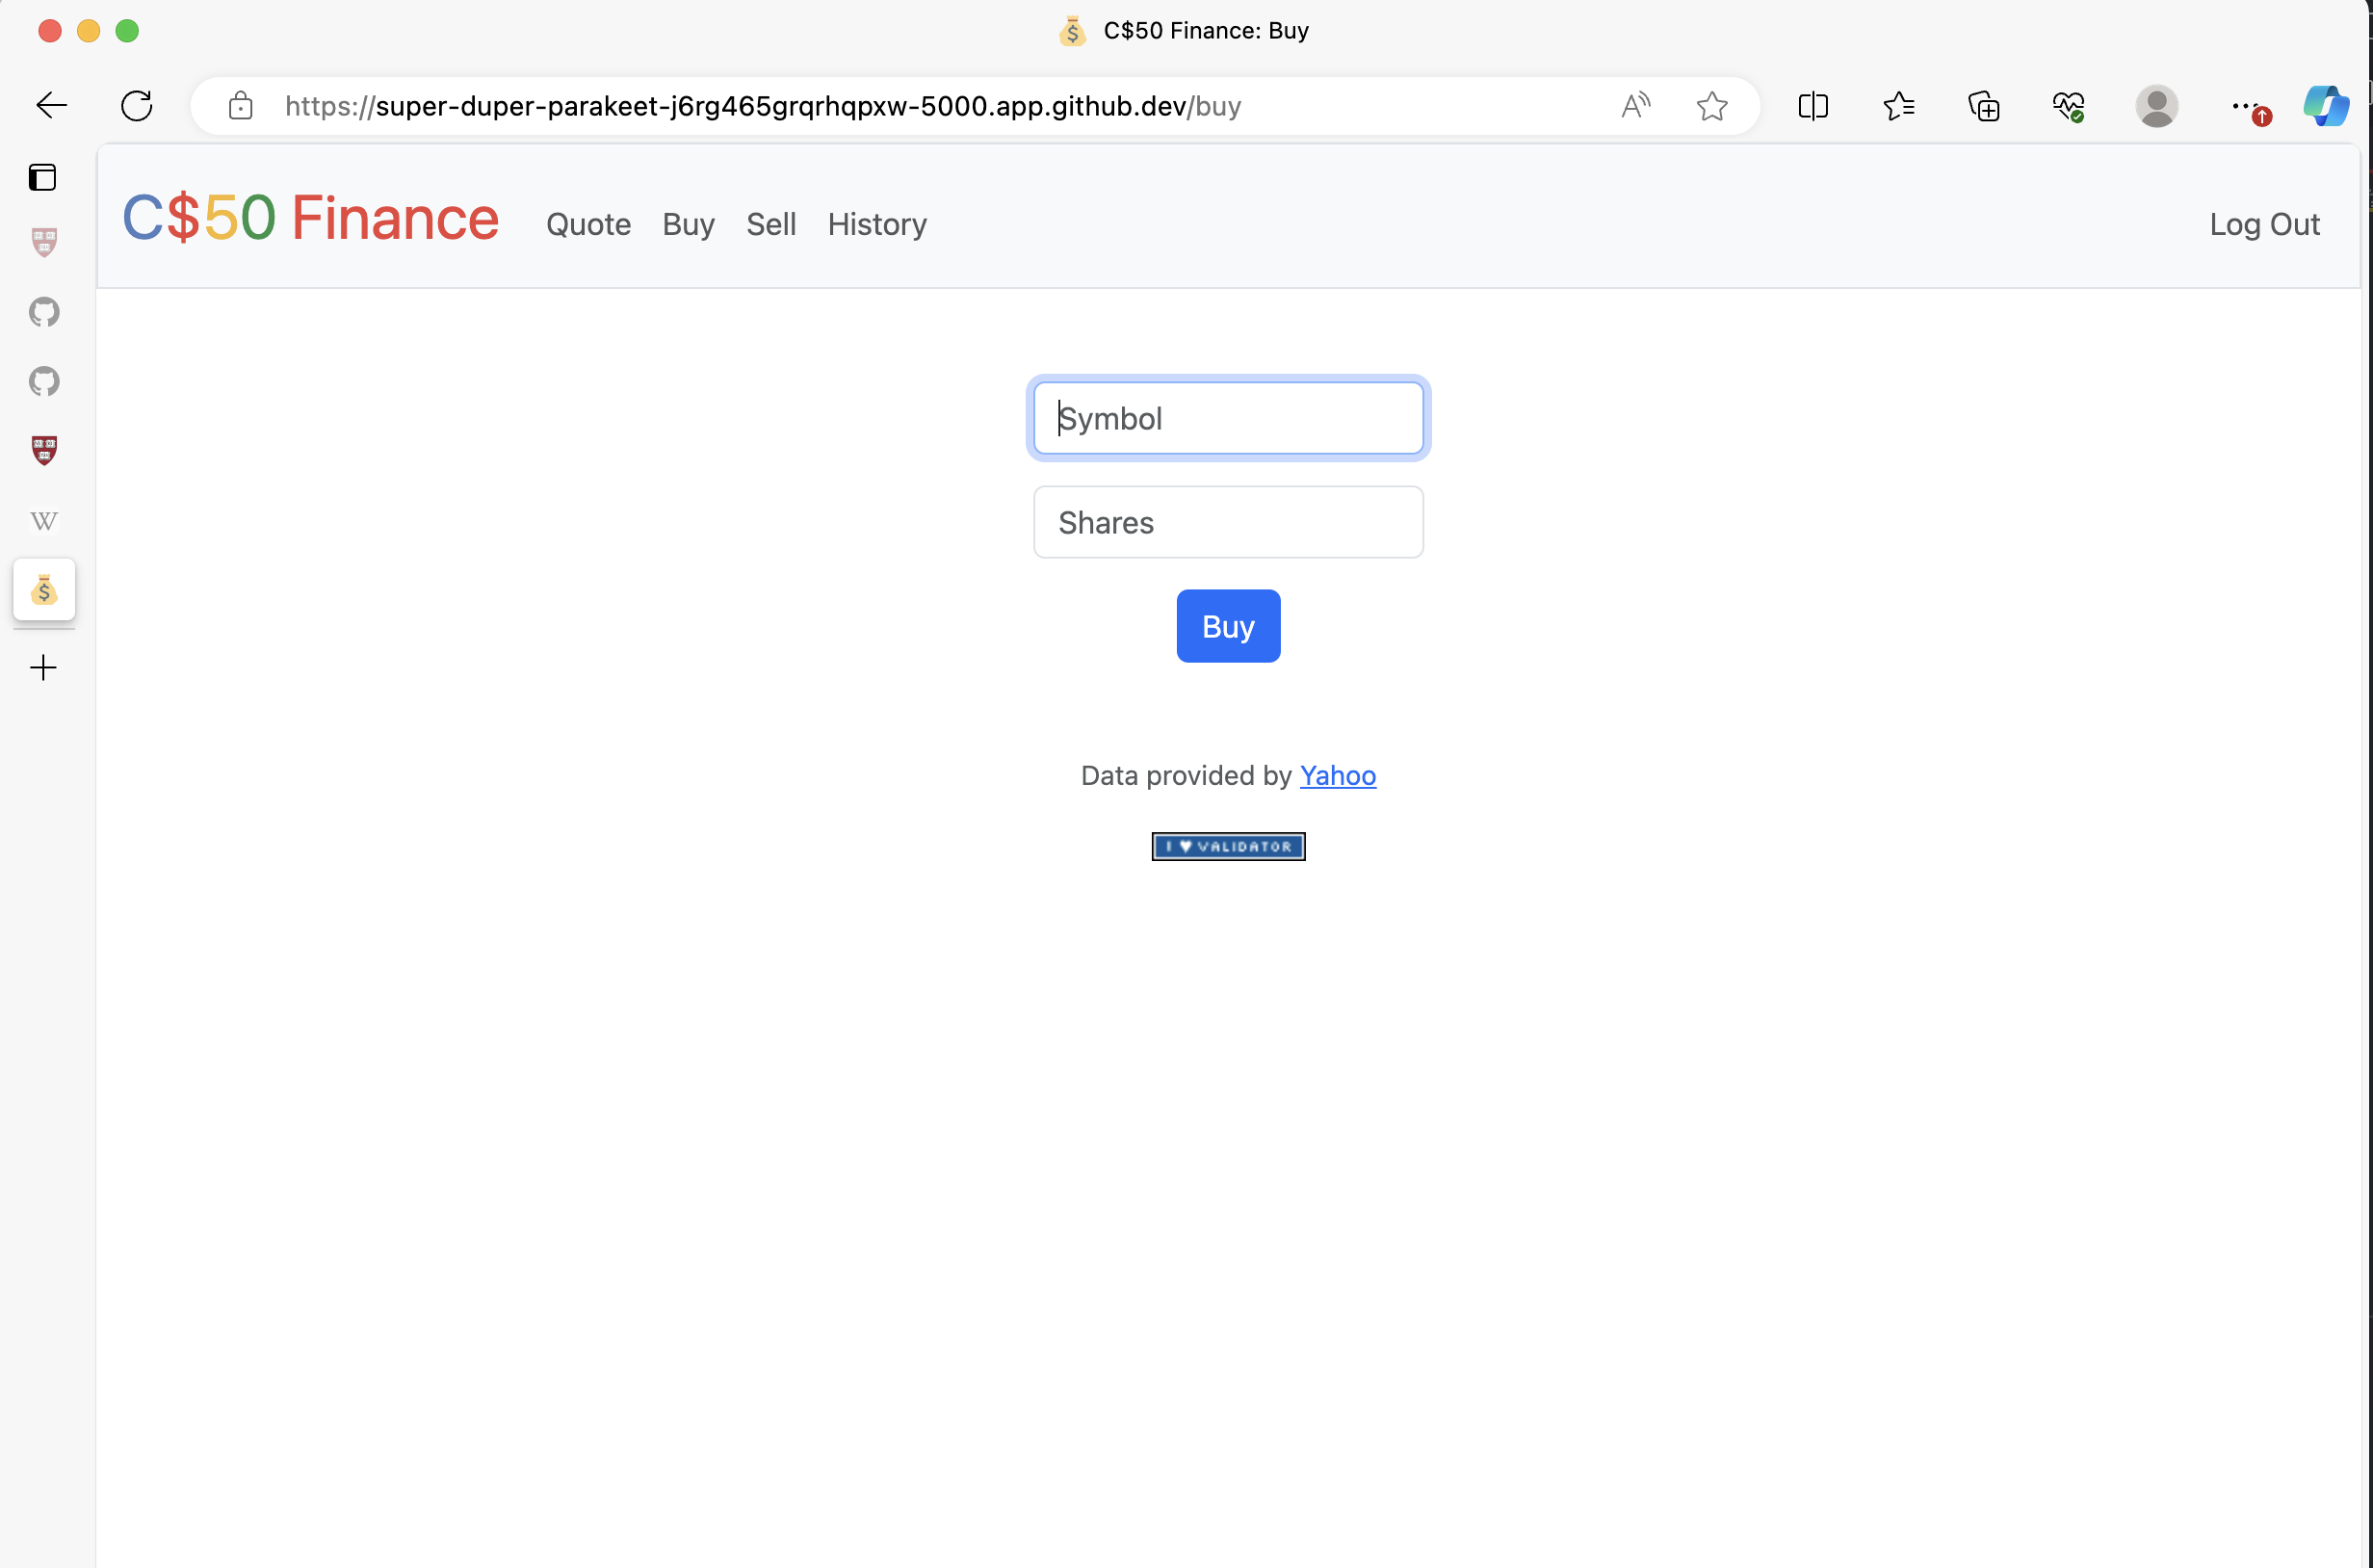 C$50 Finance: Buy
https://super-duper-parakeet-j6rg465grqrhqpxw-5000.app.github.dev/buy
C$50 Finance Quote Buy Sell History Log Out
Symbol
Shares
Buy
Data provided by Yahoo
I ♥ VALIDATOR